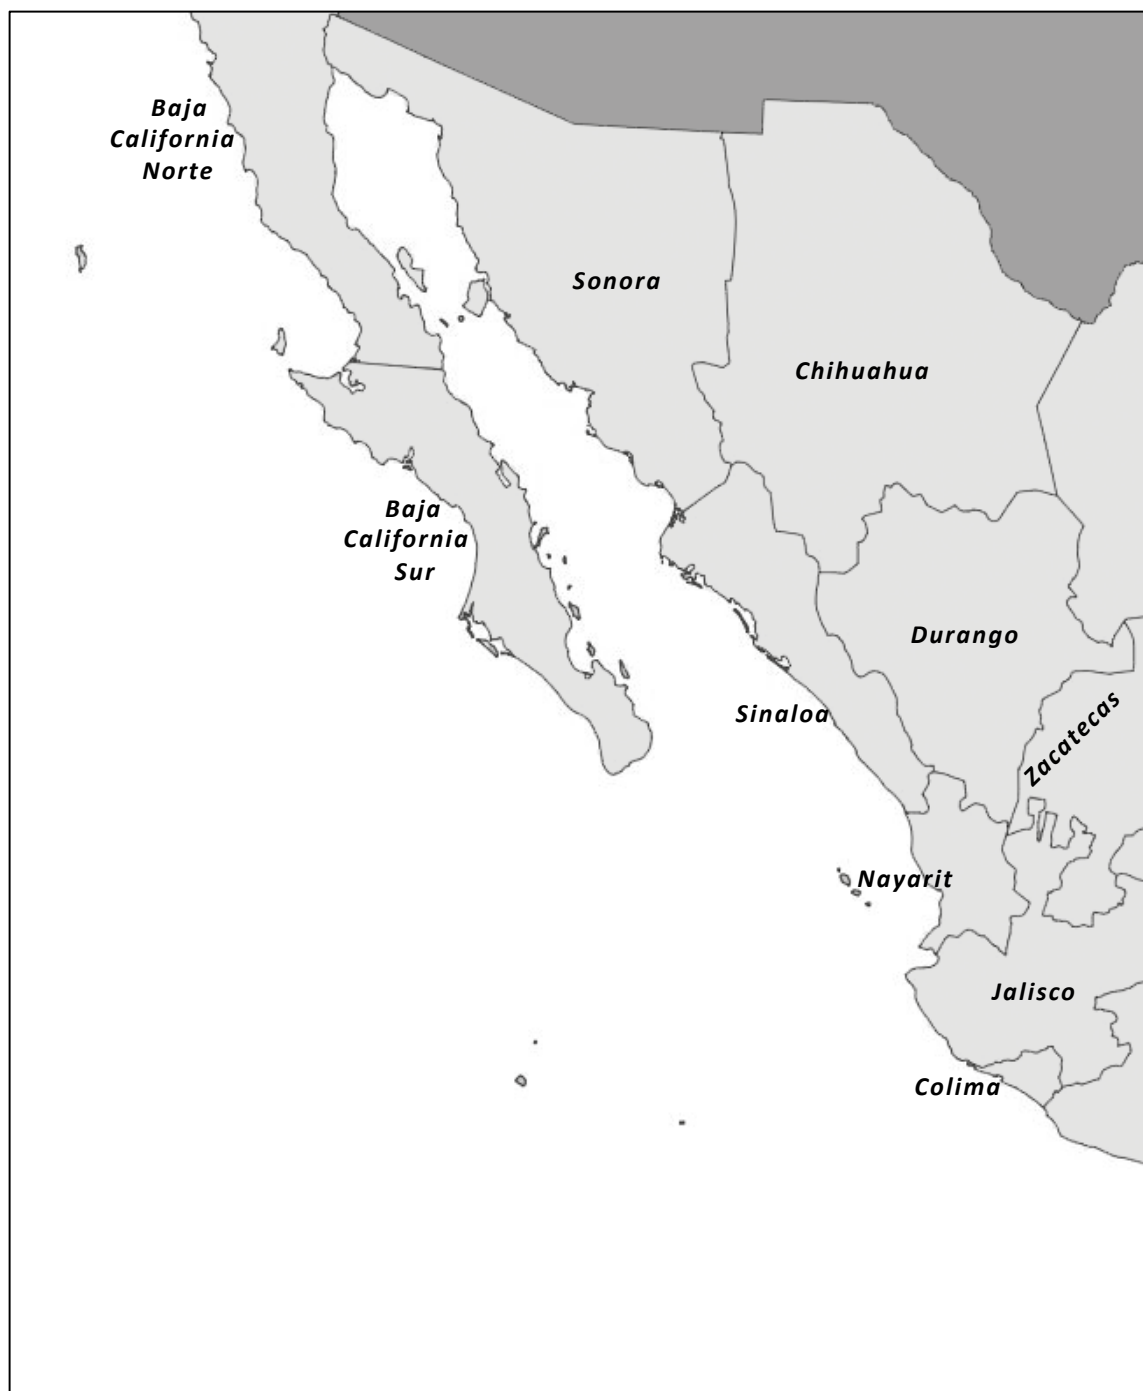 Baja
California
Norte
Sonora
Chihuahua
Baja
California
Sur
Durango
Sinaloa
Zacatecas
Nayarit
Jalisco
Colima